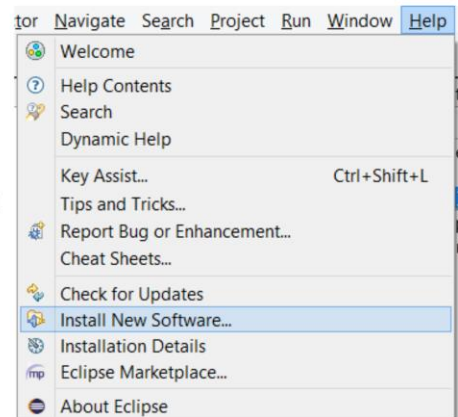 tor Navigate Search Project Run Window Help
Welcome
Help Contents
Search
Dynamic Help
Key Assist... Ctrl+Shift+L
Tips and Tricks...
Report Bug or Enhancement...
Cheat Sheets...
Check for Updates
Install New Software...
Installation Details
mp Eclipse Marketplace...
About Eclipse